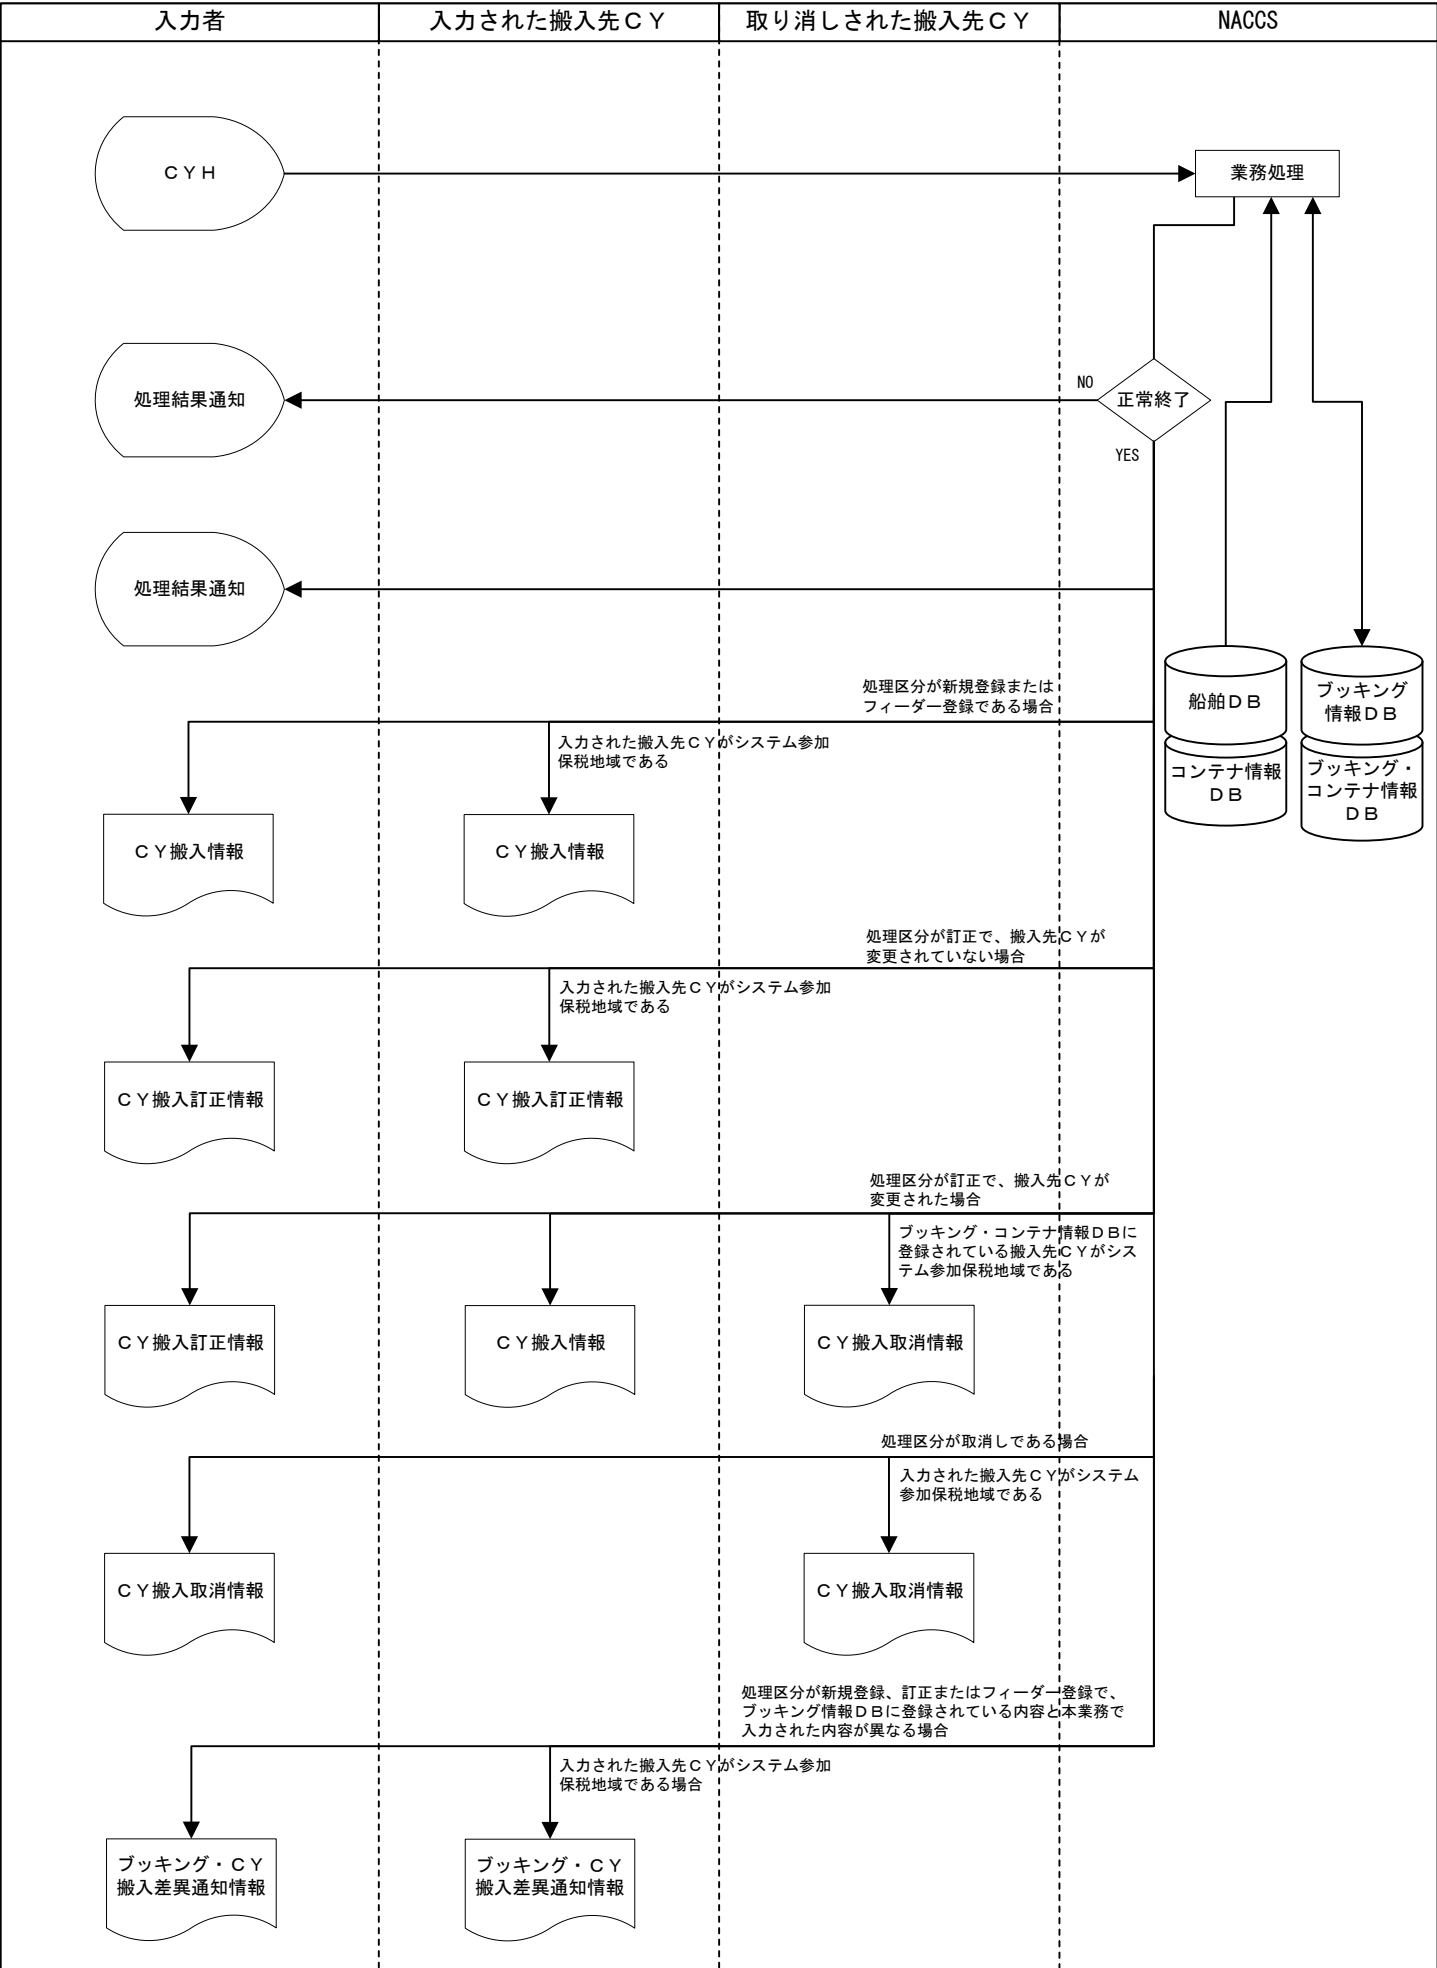 入力者
入力された搬入先ＣＹ
取り消しされた搬入先ＣＹ
NACCS
ＣＹＨ
業務処理
処理結果通知
NO
正常終了
YES
処理結果通知
処理区分が新規登録または
フィーダー登録である場合
船舶ＤＢ
ブッキング
情報ＤＢ
入力された搬入先ＣＹがシステム参加
保税地域である
コンテナ情報
ＤＢ
ブッキング・
コンテナ情報
ＤＢ
ＣＹ搬入情報
ＣＹ搬入情報
処理区分が訂正で、搬入先ＣＹが
変更されていない場合
入力された搬入先ＣＹがシステム参加
保税地域である
ＣＹ搬入訂正情報
ＣＹ搬入訂正情報
処理区分が訂正で、搬入先ＣＹが
変更された場合
ブッキング・コンテナ情報ＤＢに
登録されている搬入先ＣＹがシス
テム参加保税地域である
ＣＹ搬入訂正情報
ＣＹ搬入情報
ＣＹ搬入取消情報
処理区分が取消しである場合
入力された搬入先ＣＹがシステム
参加保税地域である
ＣＹ搬入取消情報
ＣＹ搬入取消情報
処理区分が新規登録、訂正またはフィーダー登録で、
ブッキング情報ＤＢに登録されている内容と本業務で
入力された内容が異なる場合
入力された搬入先ＣＹがシステム参加
保税地域である場合
ブッキング・ＣＹ
搬入差異通知情報
ブッキング・ＣＹ
搬入差異通知情報